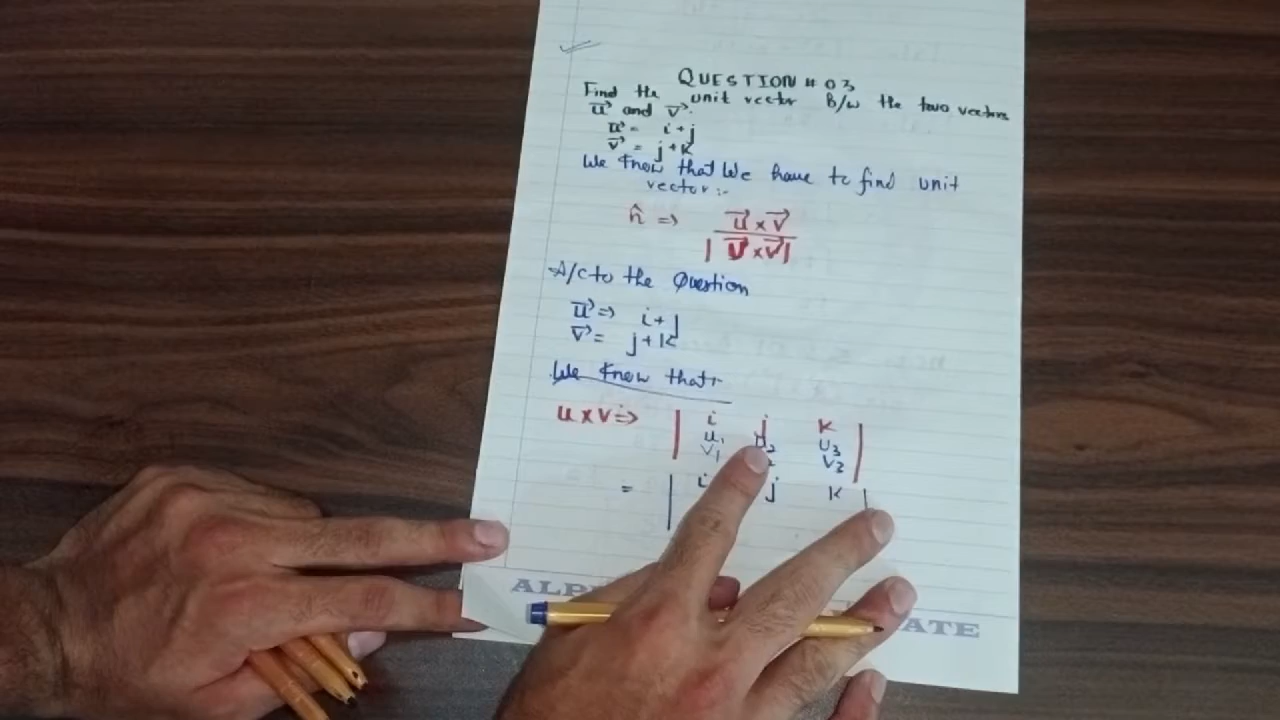 QUESTION # 03
Find the unit vector B/w the two vectors
u⃗ and v⃗.
u⃗ = i + j
v⃗ = j + k
We know that We have to find unit
vector :-
n̂ => u⃗ x v⃗
| u⃗ x v⃗ |
A/c to the Question
u⃗ => i + j
v⃗ = j + k
We know that:-
u x v => | i j k
u₁ u₂ u₃
v₁ v₃ |
= | i j k |